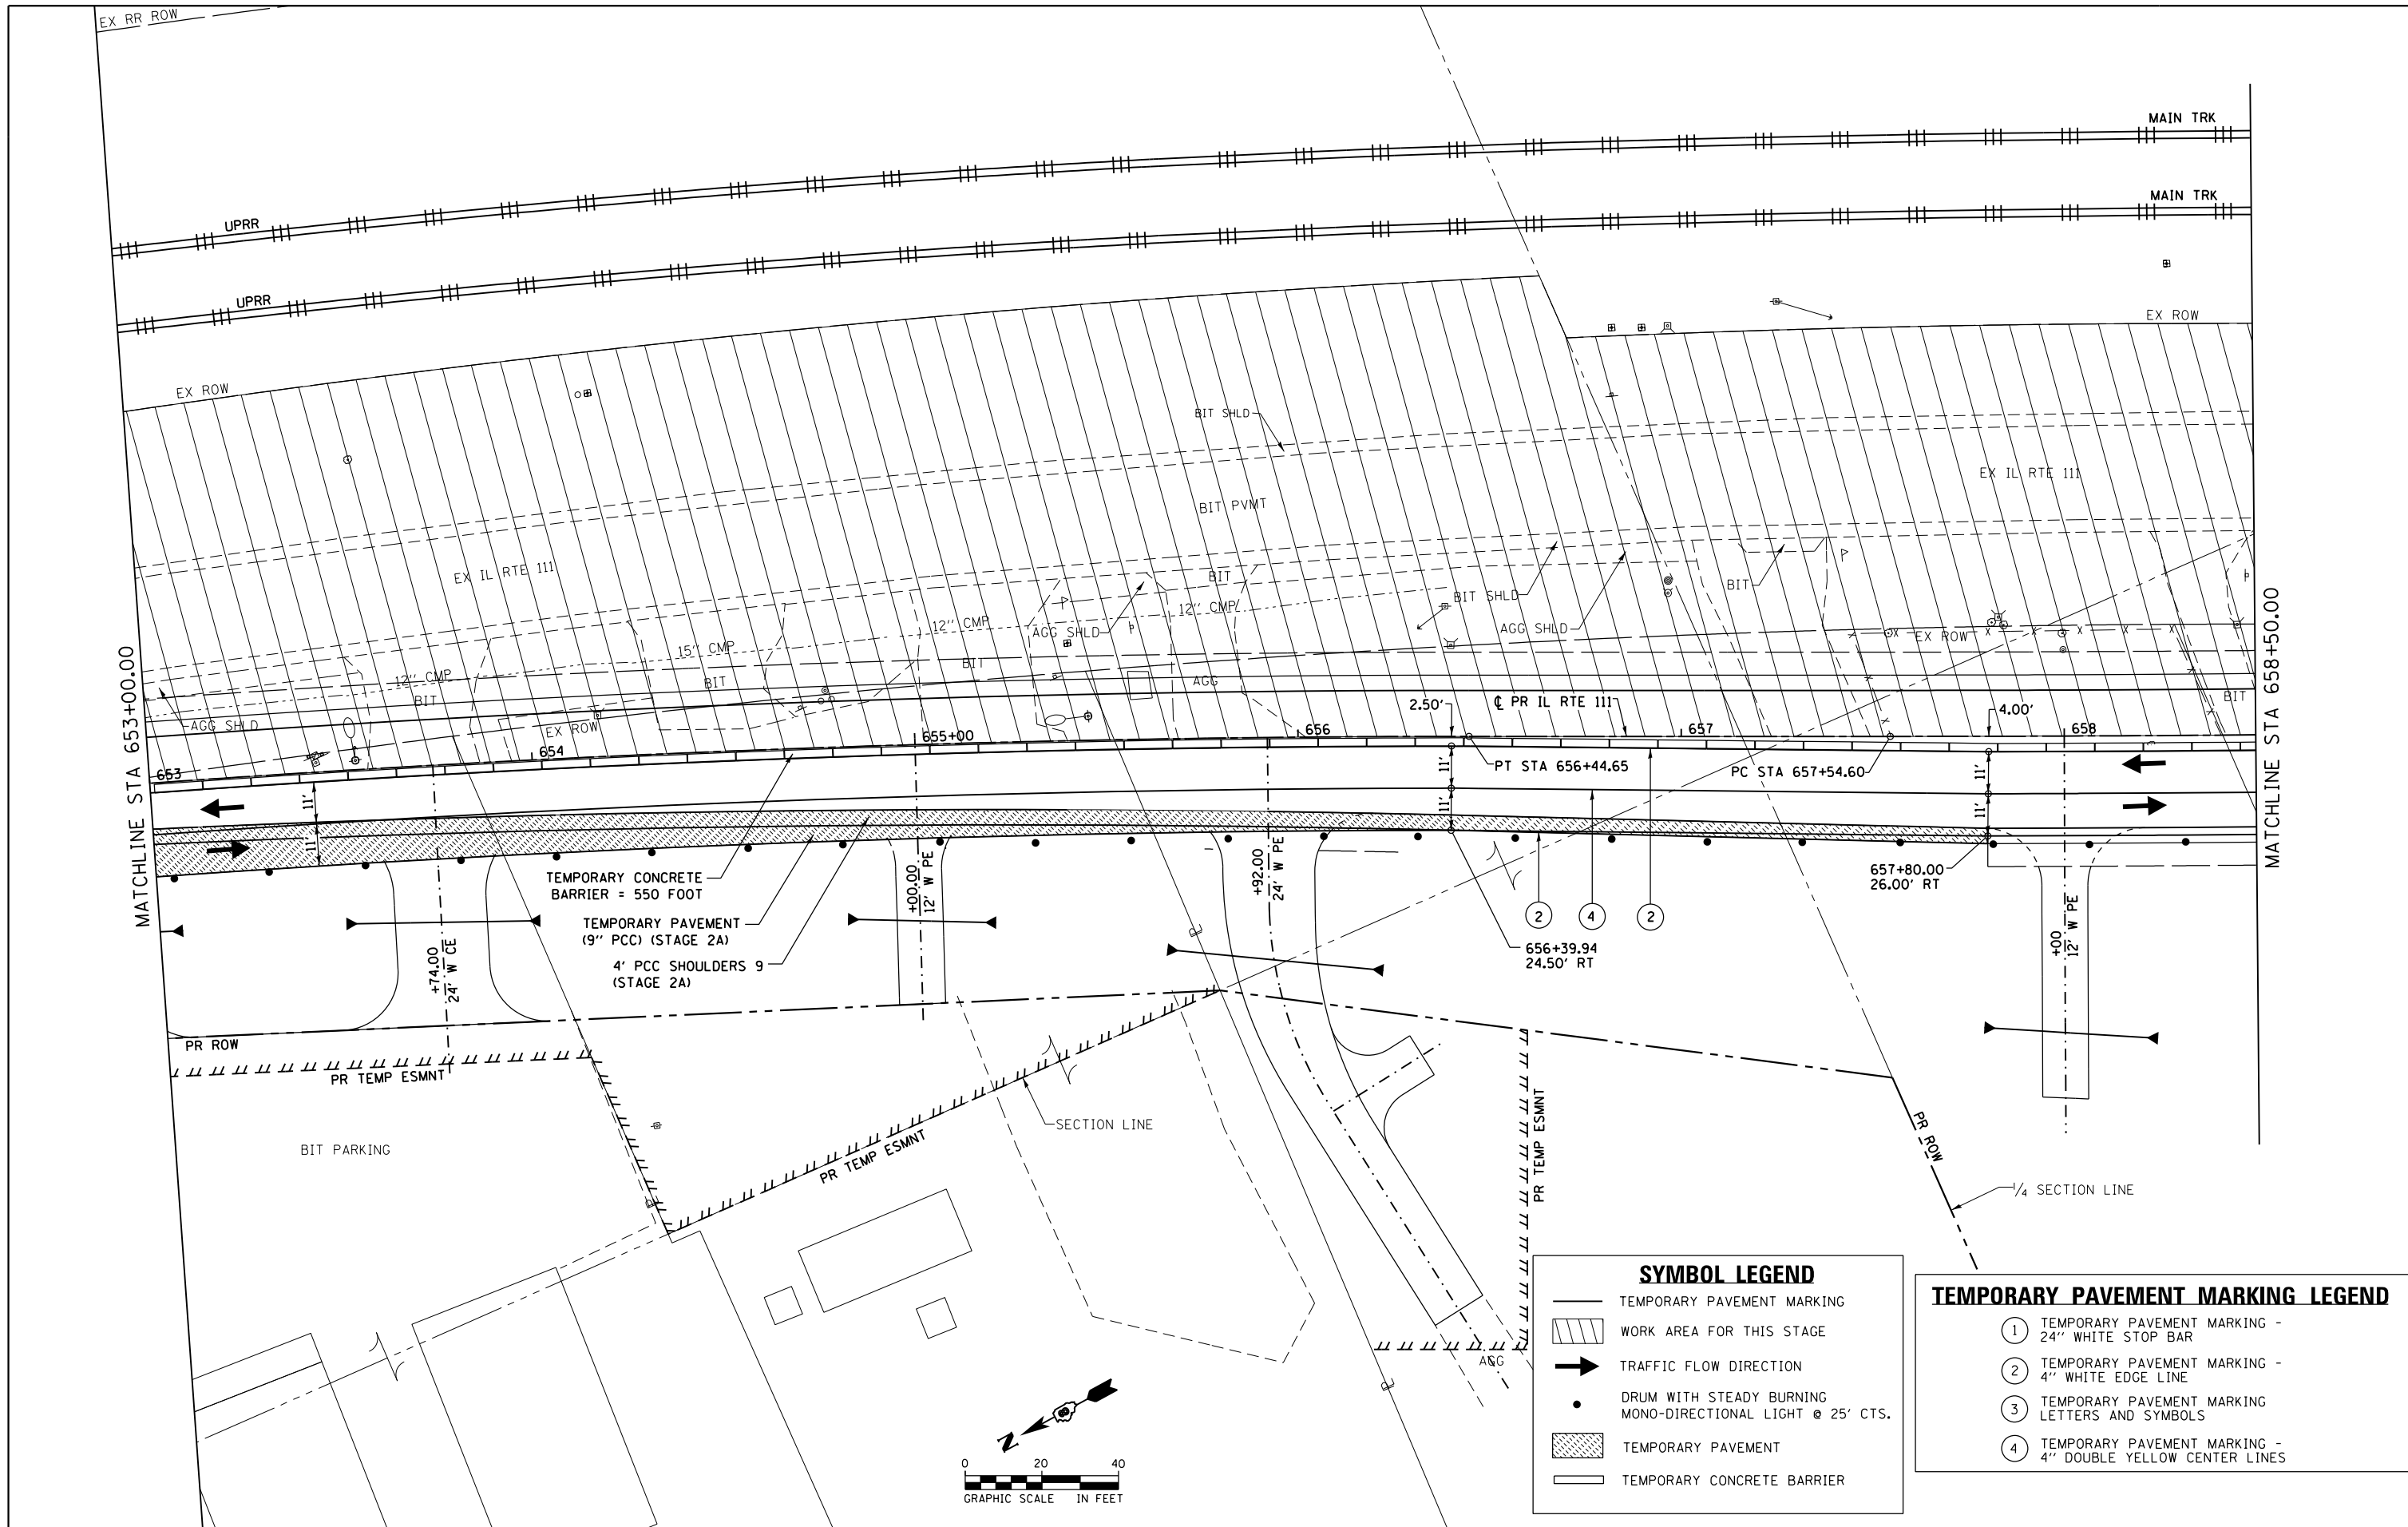 EX RR ROW
MAIN TRK
MAIN TRK
UPRR
UPRR
EX ROW
EX ROW
BIT SHLD
EX IL RTE 111
BIT PVMT
EX IL RTE 111
BIT
BIT SHLD
BIT
12'' CMP
12'' CMP
AGG SHLD
AGG SHLD
EX ROW
15'' CMP
BIT
12'' CMP
BIT
AGG
BIT
BIT
AGG SHLD
EX ROW
2.50'
℄ PR IL RTE 111
4.00'
MATCHLINE STA 653+00.00
MATCHLINE STA 658+50.00
653
654
655+00
656
657
658
PT STA 656+44.65
PC STA 657+54.60
11'
11'
11'
11'
11'
11'
TEMPORARY CONCRETE
BARRIER = 550 FOOT
TEMPORARY PAVEMENT
(9'' PCC) (STAGE 2A)
4' PCC SHOULDERS 9
(STAGE 2A)
+74.00
24' W CE
+00.00
12' W PE
+92.00
24' W PE
2
4
2
656+39.94
24.50' RT
657+80.00
26.00' RT
+00
12' W PE
PR ROW
PR TEMP ESMNT
BIT PARKING
SECTION LINE
PR TEMP ESMNT
PR TEMP ESMNT
PR ROW
1/4 SECTION LINE
AGG
N
0 20 40
GRAPHIC SCALE IN FEET
SYMBOL LEGEND
TEMPORARY PAVEMENT MARKING
WORK AREA FOR THIS STAGE
TRAFFIC FLOW DIRECTION
DRUM WITH STEADY BURNING
MONO-DIRECTIONAL LIGHT @ 25' CTS.
TEMPORARY PAVEMENT
TEMPORARY CONCRETE BARRIER
TEMPORARY PAVEMENT MARKING LEGEND
1 TEMPORARY PAVEMENT MARKING -
24'' WHITE STOP BAR
2 TEMPORARY PAVEMENT MARKING -
4'' WHITE EDGE LINE
3 TEMPORARY PAVEMENT MARKING
LETTERS AND SYMBOLS
4 TEMPORARY PAVEMENT MARKING -
4'' DOUBLE YELLOW CENTER LINES